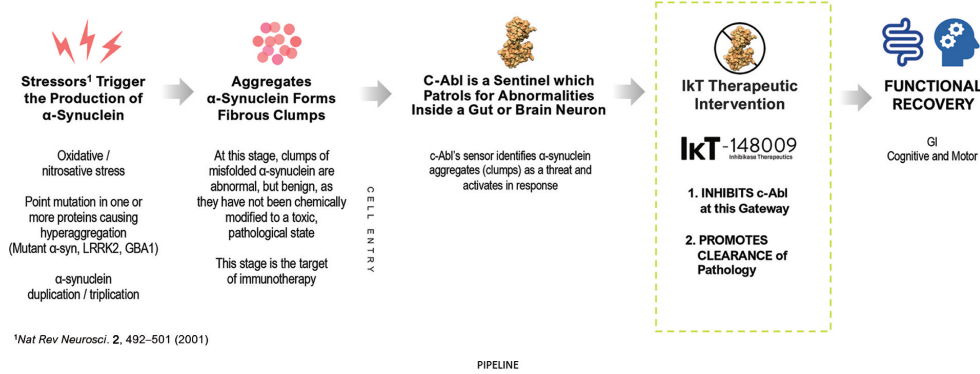 Stressors¹ Trigger
the Production of
α-Synuclein
Oxidative /
nitrosative stress
Point mutation in one or
more proteins causing
hyperaggregation
(Mutant α-syn, LRRK2, GBA1)
α-synuclein
duplication / triplication
Aggregates
α-Synuclein Forms
Fibrous Clumps
At this stage, clumps of
misfolded α-synuclein are
abnormal, but benign, as
they have not been chemically
modified to a toxic,
pathological state
This stage is the target
of immunotherapy
CELL ENTRY
C-Abl is a Sentinel which
Patrols for Abnormalities
Inside a Gut or Brain Neuron
c-Abl's sensor identifies α-synuclein
aggregates (clumps) as a threat and
activates in response
IkT Therapeutic
Intervention
IKT-148009
Inhibikase Therapeutics
1. INHIBITS c-Abl
at this Gateway
2. PROMOTES
CLEARANCE of
Pathology
FUNCTIONAL
RECOVERY
GI
Cognitive and Motor
¹Nat Rev Neurosci. 2, 492–501 (2001)
PIPELINE